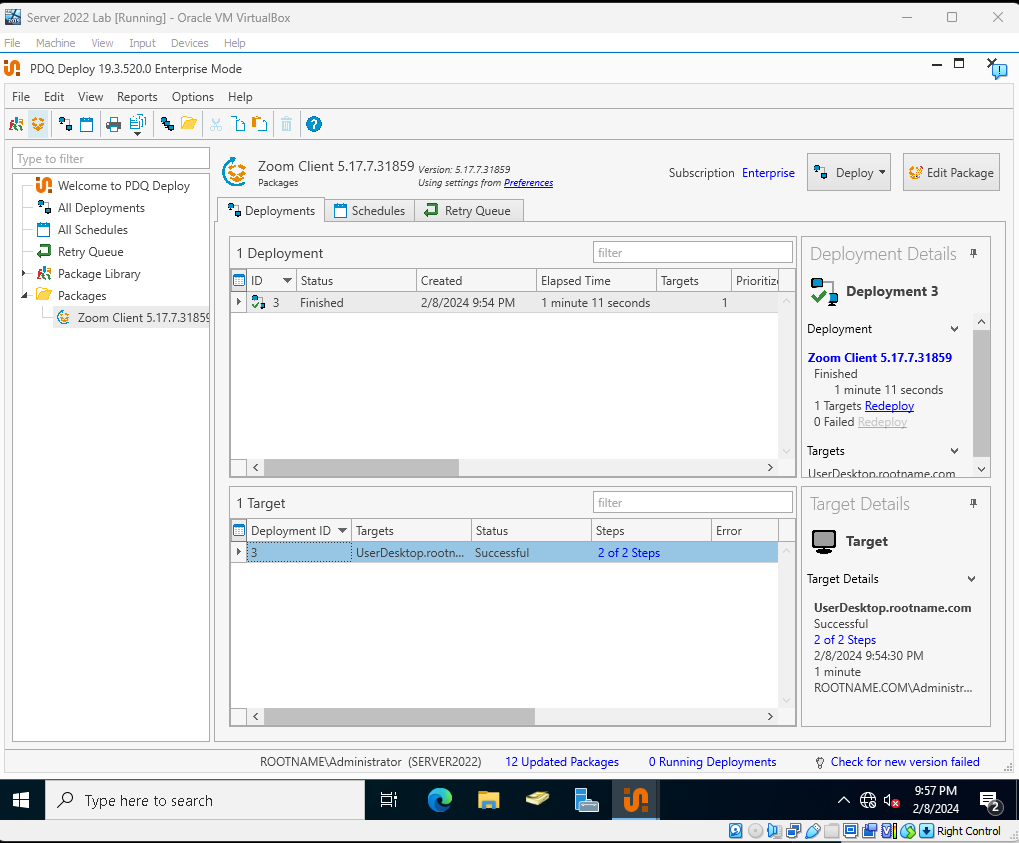 Server 2022 Lab [Running] - Oracle VM VirtualBox
File Machine View Input Devices Help
PDQ Deploy 19.3.520.0 Enterprise Mode
File Edit View Reports Options Help
Type to filter
Welcome to PDQ Deploy
All Deployments
All Schedules
Retry Queue
Package Library
Packages
Zoom Client 5.17.7.31859
Zoom Client 5.17.7.31859 Version: 5.17.7.31859
Packages Using settings from Preferences
Subscription Enterprise Deploy Edit Package
Deployments Schedules Retry Queue
1 Deployment filter
ID Status Created Elapsed Time Targets Prioritize
3 Finished 2/8/2024 9:54 PM 1 minute 11 seconds 1
Deployment Details
Deployment 3
Deployment
Zoom Client 5.17.7.31859
Finished
1 minute 11 seconds
1 Targets Redeploy
0 Failed Redeploy
Targets
UserDesktop.rootname.com
1 Target filter
Deployment ID Targets Status Steps Error
3 UserDesktop.rootn... Successful 2 of 2 Steps
Target Details
Target
Target Details
UserDesktop.rootname.com
Successful
2 of 2 Steps
2/8/2024 9:54:30 PM
1 minute
ROOTNAME.COM\Administr...
ROOTNAME\Administrator (SERVER2022) 12 Updated Packages 0 Running Deployments Check for new version failed
Type here to search
9:57 PM
2/8/2024
2
Right Control